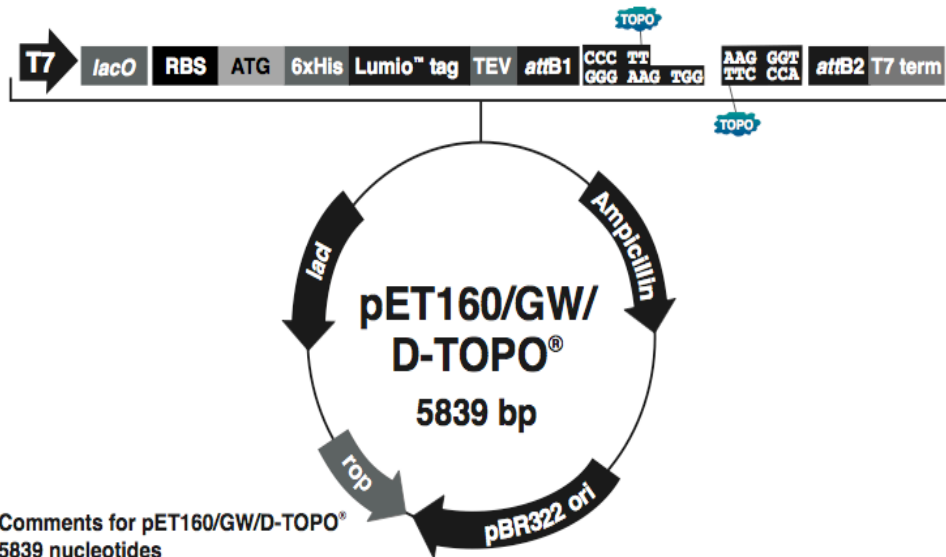 TOPO
T7 lacO RBS ATG 6xHis Lumio™ tag TEV attB1 CCC TT AAG GGT attB2 T7 term
GGG AAG TGG TTC CCA
TOPO
lacI
Ampicillin
pET160/GW/
D-TOPO®
5839 bp
rop
pBR322 ori
Comments for pET160/GW/D-TOPO®
5839 nucleotides